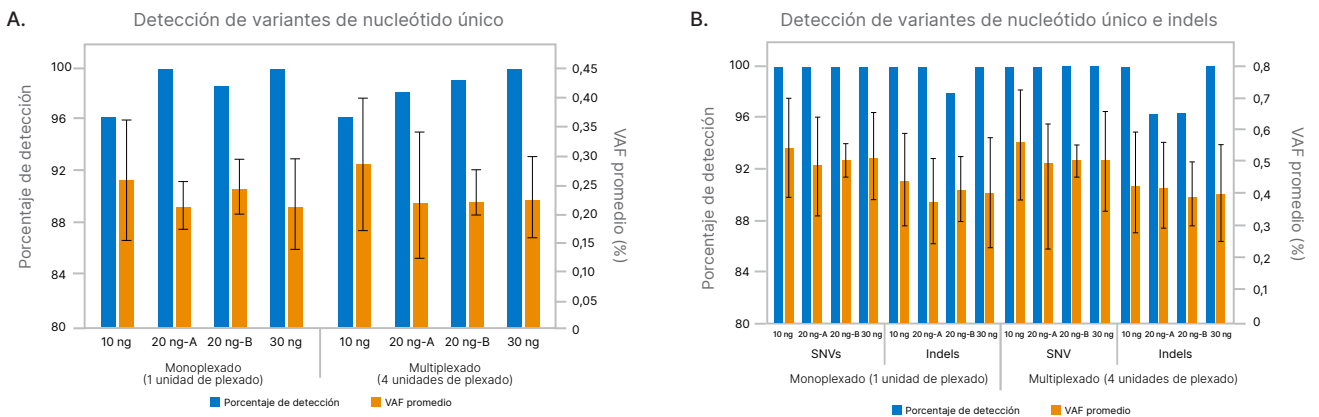 A.
Detección de variantes de nucleótido único
Porcentaje de detección
100
96
92
88
84
80
0,45
0,40
0,35
0,30
0,25
0,20
0,15
0,10
0,05
0
VAF promedio (%)
10 ng 20 ng-A 20 ng-B 30 ng 10 ng 20 ng-A 20 ng-B 30 ng
Monoplexado
(1 unidad de plexado)
Multiplexado
(4 unidades de plexado)
Porcentaje de detección VAF promedio
B.
Detección de variantes de nucleótido único e indels
Porcentaje de detección
100
96
92
88
84
80
0,8
0,7
0,6
0,5
0,4
0,3
0,2
0,1
0
VAF promedio (%)
10 ng 20 ng-A 20 ng-B 30 ng 10 ng 20 ng-A 20 ng-B 30 ng 10 ng 20 ng-A 20 ng-B 30 ng 10 ng 20 ng-A 20 ng-B 30 ng
SNVs Indels SNV Indels
Monoplexado (1 unidad de plexado) Multiplexado (4 unidades de plexado)
Porcentaje de detección VAF promedio